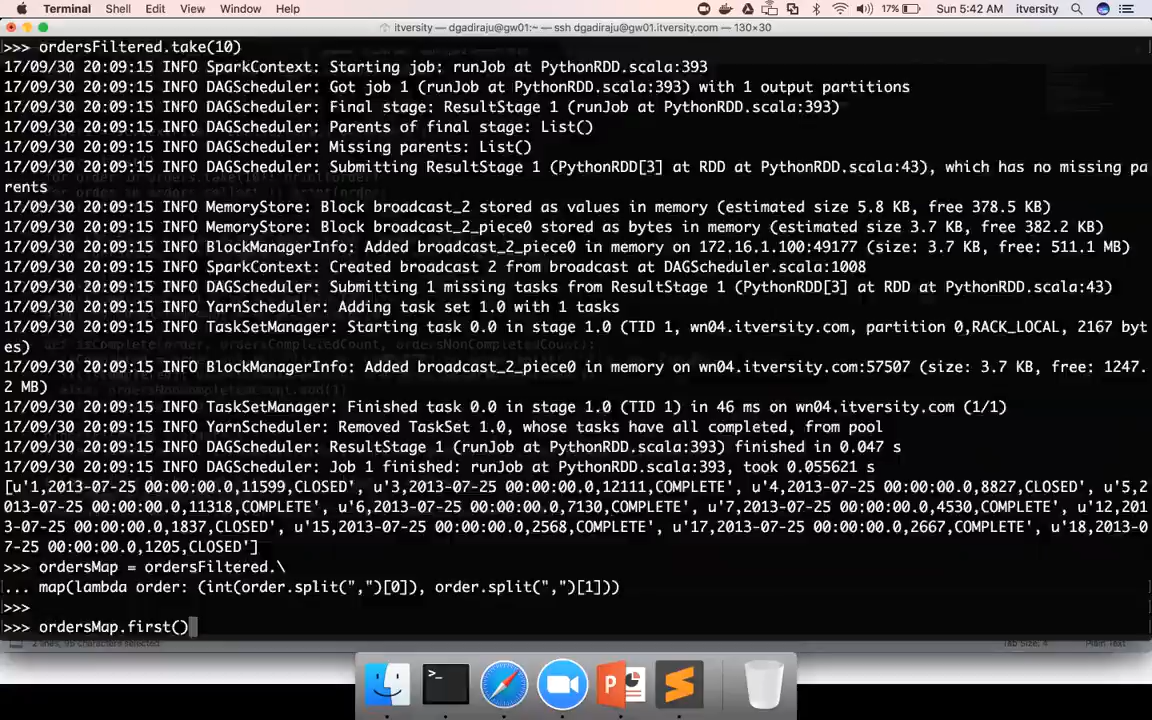 Terminal Shell Edit View Window Help 17% Sun 5:42 AM itversity
itversity — dgadiraju@gw01:~ — ssh dgadiraju@gw01.itversity.com — 130×30
>>> ordersFiltered.take(10)
17/09/30 20:09:15 INFO SparkContext: Starting job: runJob at PythonRDD.scala:393
17/09/30 20:09:15 INFO DAGScheduler: Got job 1 (runJob at PythonRDD.scala:393) with 1 output partitions
17/09/30 20:09:15 INFO DAGScheduler: Final stage: ResultStage 1 (runJob at PythonRDD.scala:393)
17/09/30 20:09:15 INFO DAGScheduler: Parents of final stage: List()
17/09/30 20:09:15 INFO DAGScheduler: Missing parents: List()
17/09/30 20:09:15 INFO DAGScheduler: Submitting ResultStage 1 (PythonRDD[3] at RDD at PythonRDD.scala:43), which has no missing pa
rents
17/09/30 20:09:15 INFO MemoryStore: Block broadcast_2 stored as values in memory (estimated size 5.8 KB, free 378.5 KB)
17/09/30 20:09:15 INFO MemoryStore: Block broadcast_2_piece0 stored as bytes in memory (estimated size 3.7 KB, free 382.2 KB)
17/09/30 20:09:15 INFO BlockManagerInfo: Added broadcast_2_piece0 in memory on 172.16.1.100:49177 (size: 3.7 KB, free: 511.1 MB)
17/09/30 20:09:15 INFO SparkContext: Created broadcast 2 from broadcast at DAGScheduler.scala:1008
17/09/30 20:09:15 INFO DAGScheduler: Submitting 1 missing tasks from ResultStage 1 (PythonRDD[3] at RDD at PythonRDD.scala:43)
17/09/30 20:09:15 INFO YarnScheduler: Adding task set 1.0 with 1 tasks
17/09/30 20:09:15 INFO TaskSetManager: Starting task 0.0 in stage 1.0 (TID 1, wn04.itversity.com, partition 0,RACK_LOCAL, 2167 byt
es)
17/09/30 20:09:15 INFO BlockManagerInfo: Added broadcast_2_piece0 in memory on wn04.itversity.com:57507 (size: 3.7 KB, free: 1247.
2 MB)
17/09/30 20:09:15 INFO TaskSetManager: Finished task 0.0 in stage 1.0 (TID 1) in 46 ms on wn04.itversity.com (1/1)
17/09/30 20:09:15 INFO YarnScheduler: Removed TaskSet 1.0, whose tasks have all completed, from pool
17/09/30 20:09:15 INFO DAGScheduler: ResultStage 1 (runJob at PythonRDD.scala:393) finished in 0.047 s
17/09/30 20:09:15 INFO DAGScheduler: Job 1 finished: runJob at PythonRDD.scala:393, took 0.055621 s
[u'1,2013-07-25 00:00:00.0,11599,CLOSED', u'3,2013-07-25 00:00:00.0,12111,COMPLETE', u'4,2013-07-25 00:00:00.0,8827,CLOSED', u'5,2
013-07-25 00:00:00.0,11318,COMPLETE', u'6,2013-07-25 00:00:00.0,7130,COMPLETE', u'7,2013-07-25 00:00:00.0,4530,COMPLETE', u'12,201
3-07-25 00:00:00.0,1837,CLOSED', u'15,2013-07-25 00:00:00.0,2568,COMPLETE', u'17,2013-07-25 00:00:00.0,2667,COMPLETE', u'18,2013-0
7-25 00:00:00.0,1205,CLOSED']
>>> ordersMap = ordersFiltered.\
... map(lambda order: (int(order.split(",")[0]), order.split(",")[1]))
>>>
>>> ordersMap.first()
Tab Size: 4 Plain Text